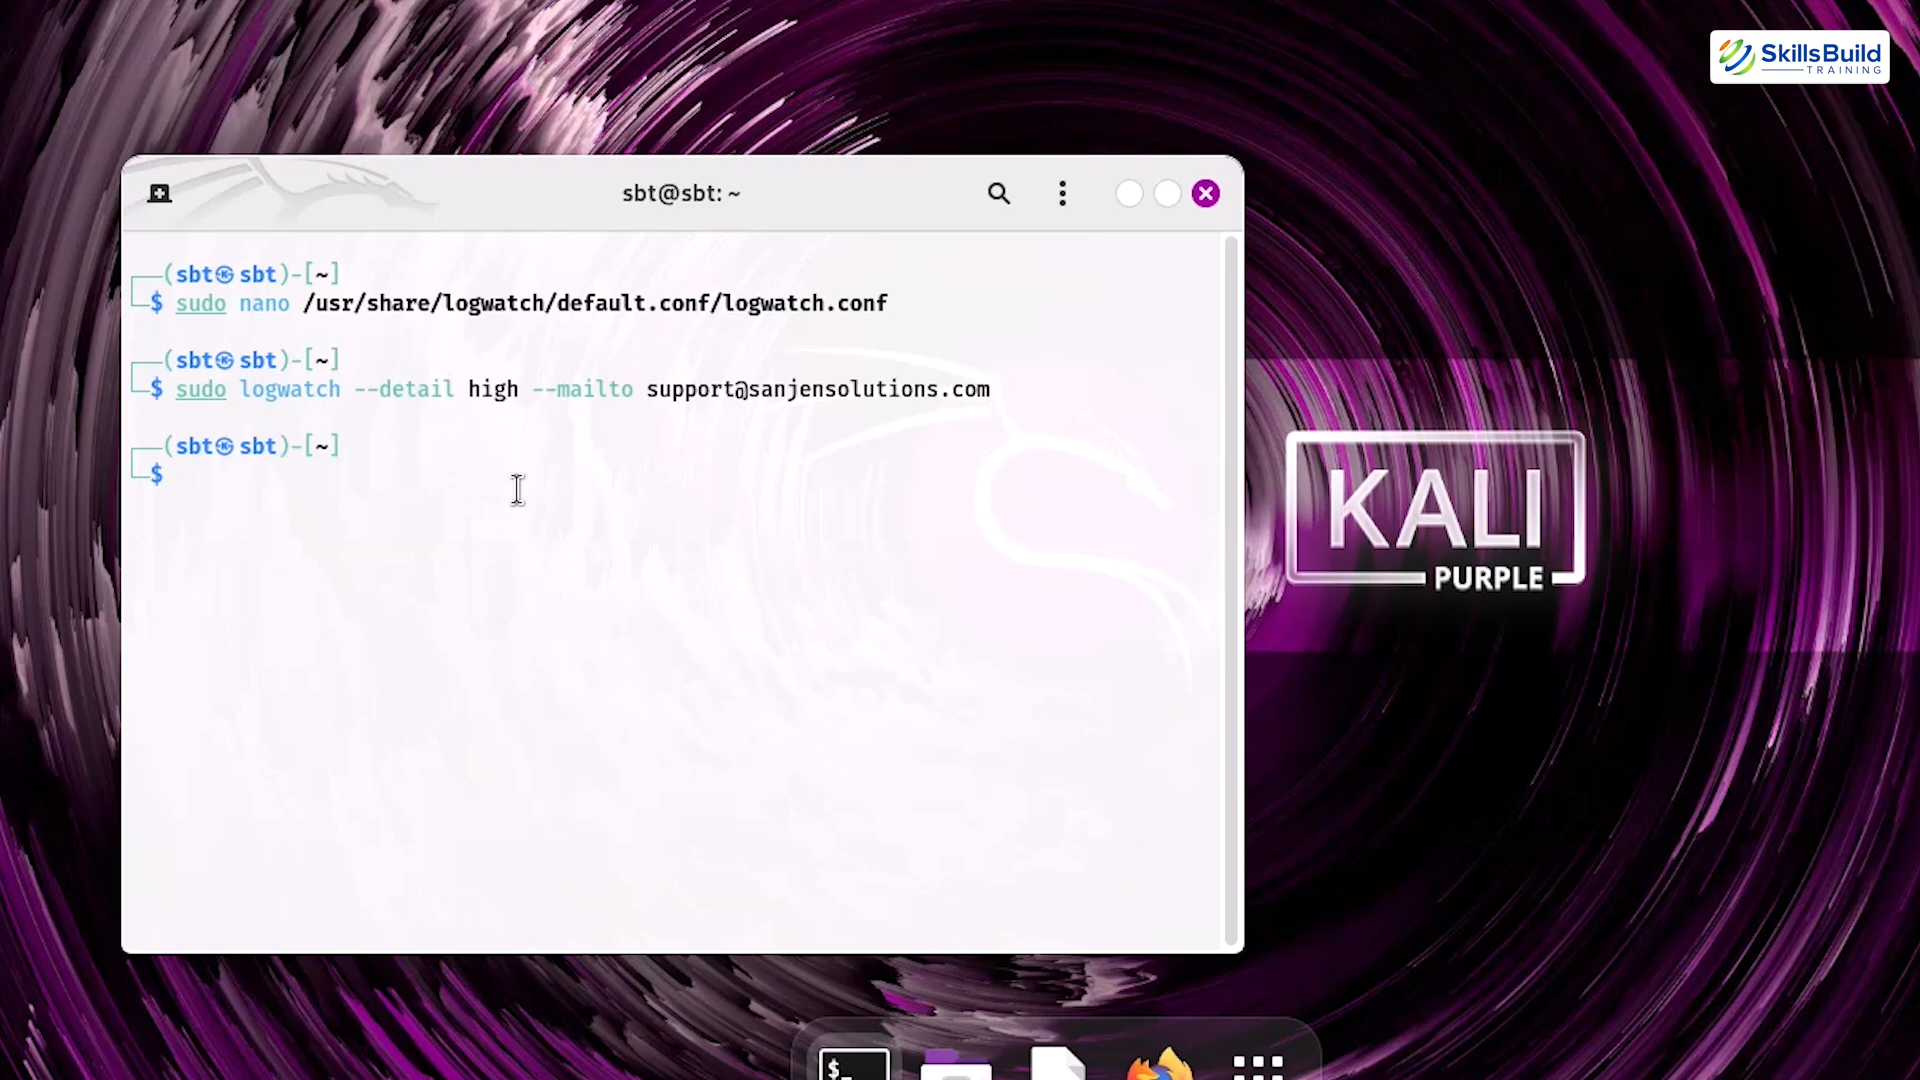 SkillsBuild
TRAINING
sbt@sbt: ~
(sbt㉿sbt)-[~]
$ sudo nano /usr/share/logwatch/default.conf/logwatch.conf
(sbt㉿sbt)-[~]
$ sudo logwatch --detail high --mailto support@sanjensolutions.com
(sbt㉿sbt)-[~]
$
KALI
PURPLE
$_